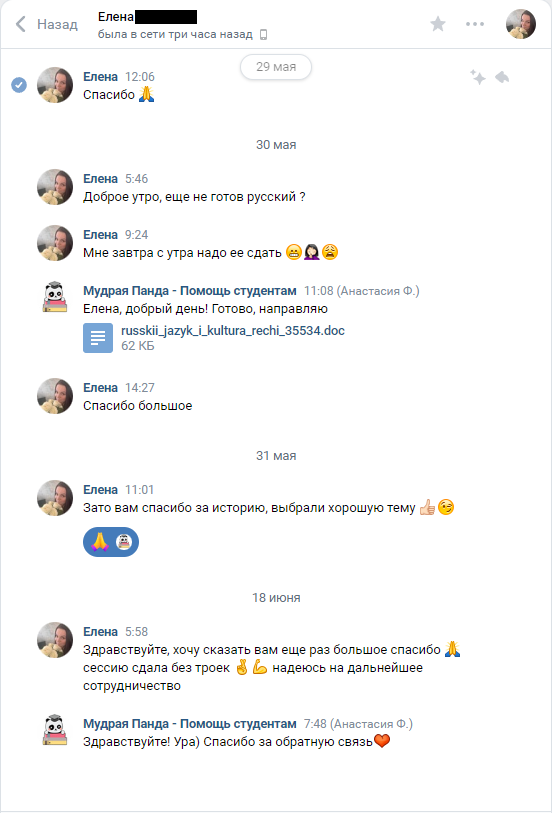 Назад
Елена
была в сети три часа назад
29 мая
Елена 12:06
Спасибо 🙏
30 мая
Елена 5:46
Доброе утро, еще не готов русский ?
Елена 9:24
Мне завтра с утра надо ее сдать 😁🤦🏻‍♀️😩
Мудрая Панда - Помощь студентам 11:08 (Анастасия Ф.)
Елена, добрый день! Готово, направляю
russkii_jazyk_i_kultura_rechi_35534.doc
62 КБ
Елена 14:27
Спасибо большое
31 мая
Елена 11:01
Зато вам спасибо за историю, выбрали хорошую тему 👍🏻😉
🙏
18 июня
Елена 5:58
Здравствуйте, хочу сказать вам еще раз большое спасибо 🙏
сессию сдала без троек 🤞💪 надеюсь на дальнейшее
сотрудничество
Мудрая Панда - Помощь студентам 7:48 (Анастасия Ф.)
Здравствуйте! Ура) Спасибо за обратную связь❤